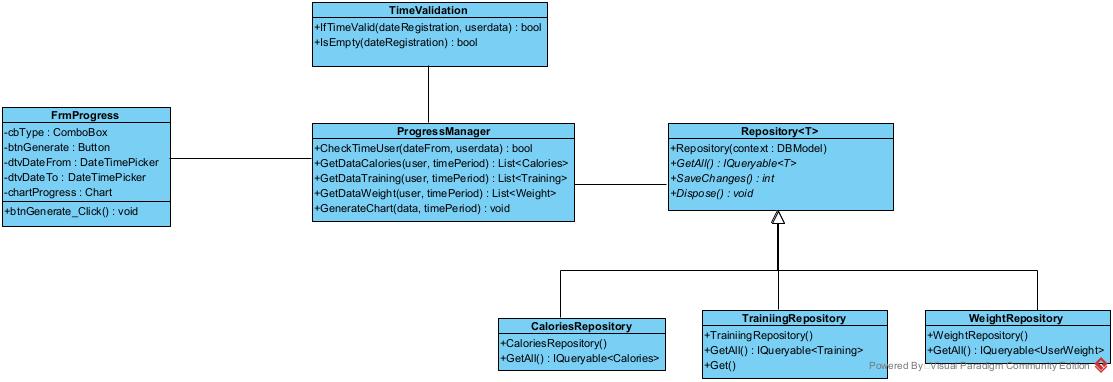 TimeValidation
+IfTimeValid(dateRegistration, userdata) : bool
+IsEmpty(dateRegistration) : bool
FrmProgress
-cbType : ComboBox
-btnGenerate : Button
-dtvDateFrom : DateTimePicker
-dtvDateTo : DateTimePicker
-chartProgress : Chart
+btnGenerate_Click() : void
ProgressManager
+CheckTimeUser(dateFrom, userdata) : bool
+GetDataCalories(user, timePeriod) : List<Calories>
+GetDataTraining(user, timePeriod) : List<Training>
+GetDataWeight(user, timePeriod) : List<Weight>
+GenerateChart(data, timePeriod) : void
Repository<T>
+Repository(context : DBModel)
+GetAll() : IQueryable<T>
+SaveChanges() : int
+Dispose() : void
CaloriesRepository
+CaloriesRepository()
+GetAll() : IQueryable<Calories>
TrainiingRepository
+TrainiingRepository()
+GetAll() : IQueryable<Training>
+Get()
WeightRepository
+WeightRepository()
+GetAll() : IQueryable<UserWeight>
Powered By Visual Paradigm Community Edition